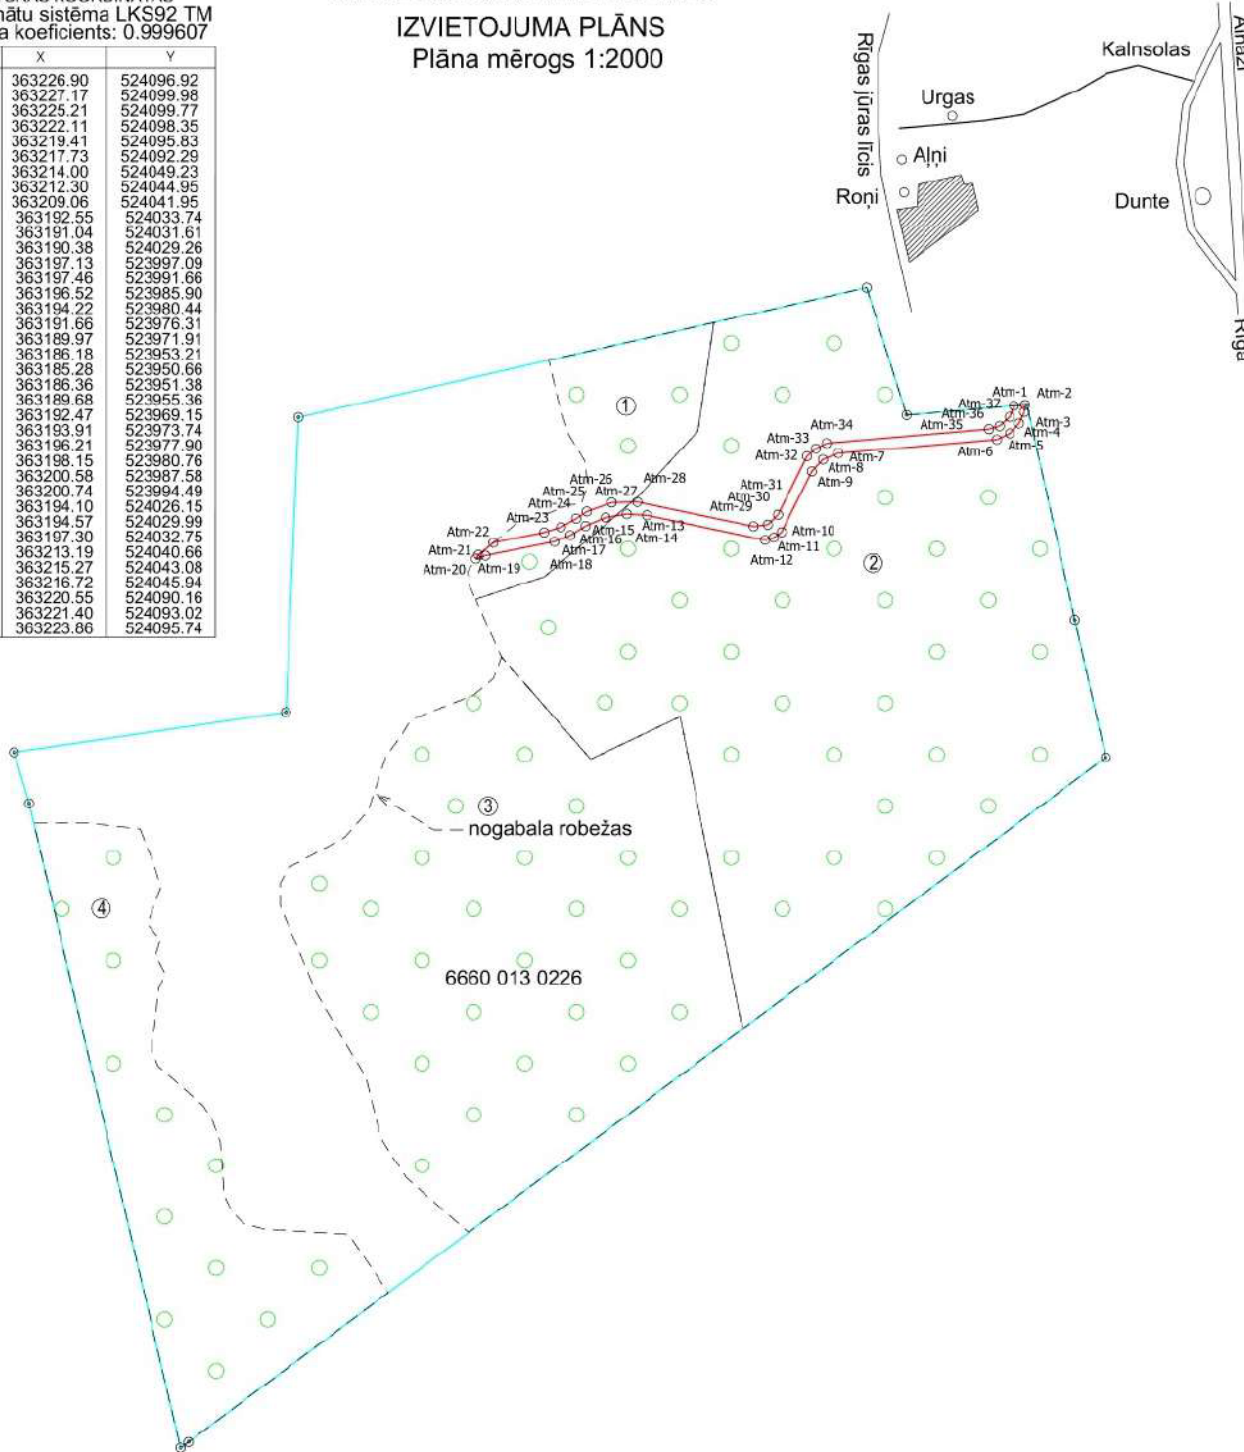 nātu sistēma LKS92 TM
a koeficients: 0.999607
X Y
363226.90 524096.92
363227.17 524099.98
363225.21 524099.77
363222.11 524098.35
363219.41 524095.83
363217.73 524092.29
363214.00 524049.23
363212.30 524044.95
363209.06 524041.95
363192.55 524033.74
363191.04 524031.61
363190.38 524029.26
363197.13 523997.09
363197.46 523991.66
363196.52 523985.90
363194.22 523980.44
363191.66 523976.31
363189.97 523971.91
363186.18 523953.21
363185.28 523950.66
363186.36 523951.38
363189.68 523955.36
363192.47 523969.15
363193.91 523973.74
363196.21 523977.90
363198.15 523980.76
363200.58 523987.58
363200.74 523994.49
363194.10 524026.15
363194.57 524029.99
363197.30 524032.75
363213.19 524040.66
363215.27 524043.08
363216.72 524045.94
363220.55 524090.16
363221.40 524093.02
363223.86 524095.74
IZVIETOJUMA PLĀNS
Plāna mērogs 1:2000
Rīgas jūras līcis
Kalnsolas
Ainaži
Urgas
Aļņi
Roņi
Dunte
Rīga
Atm-1
Atm-2
Atm-37
Atm-36
Atm-35
Atm-3
Atm-4
Atm-5
Atm-6
Atm-34
Atm-33
Atm-32
Atm-7
Atm-8
Atm-9
Atm-31
Atm-30
Atm-29
Atm-28
Atm-27
Atm-26
Atm-25
Atm-24
Atm-23
Atm-22
Atm-21
Atm-20
Atm-19
Atm-18
Atm-17
Atm-16
Atm-15
Atm-14
Atm-13
Atm-12
Atm-11
Atm-10
1
2
3
nogabala robežas
4
6660 013 0226